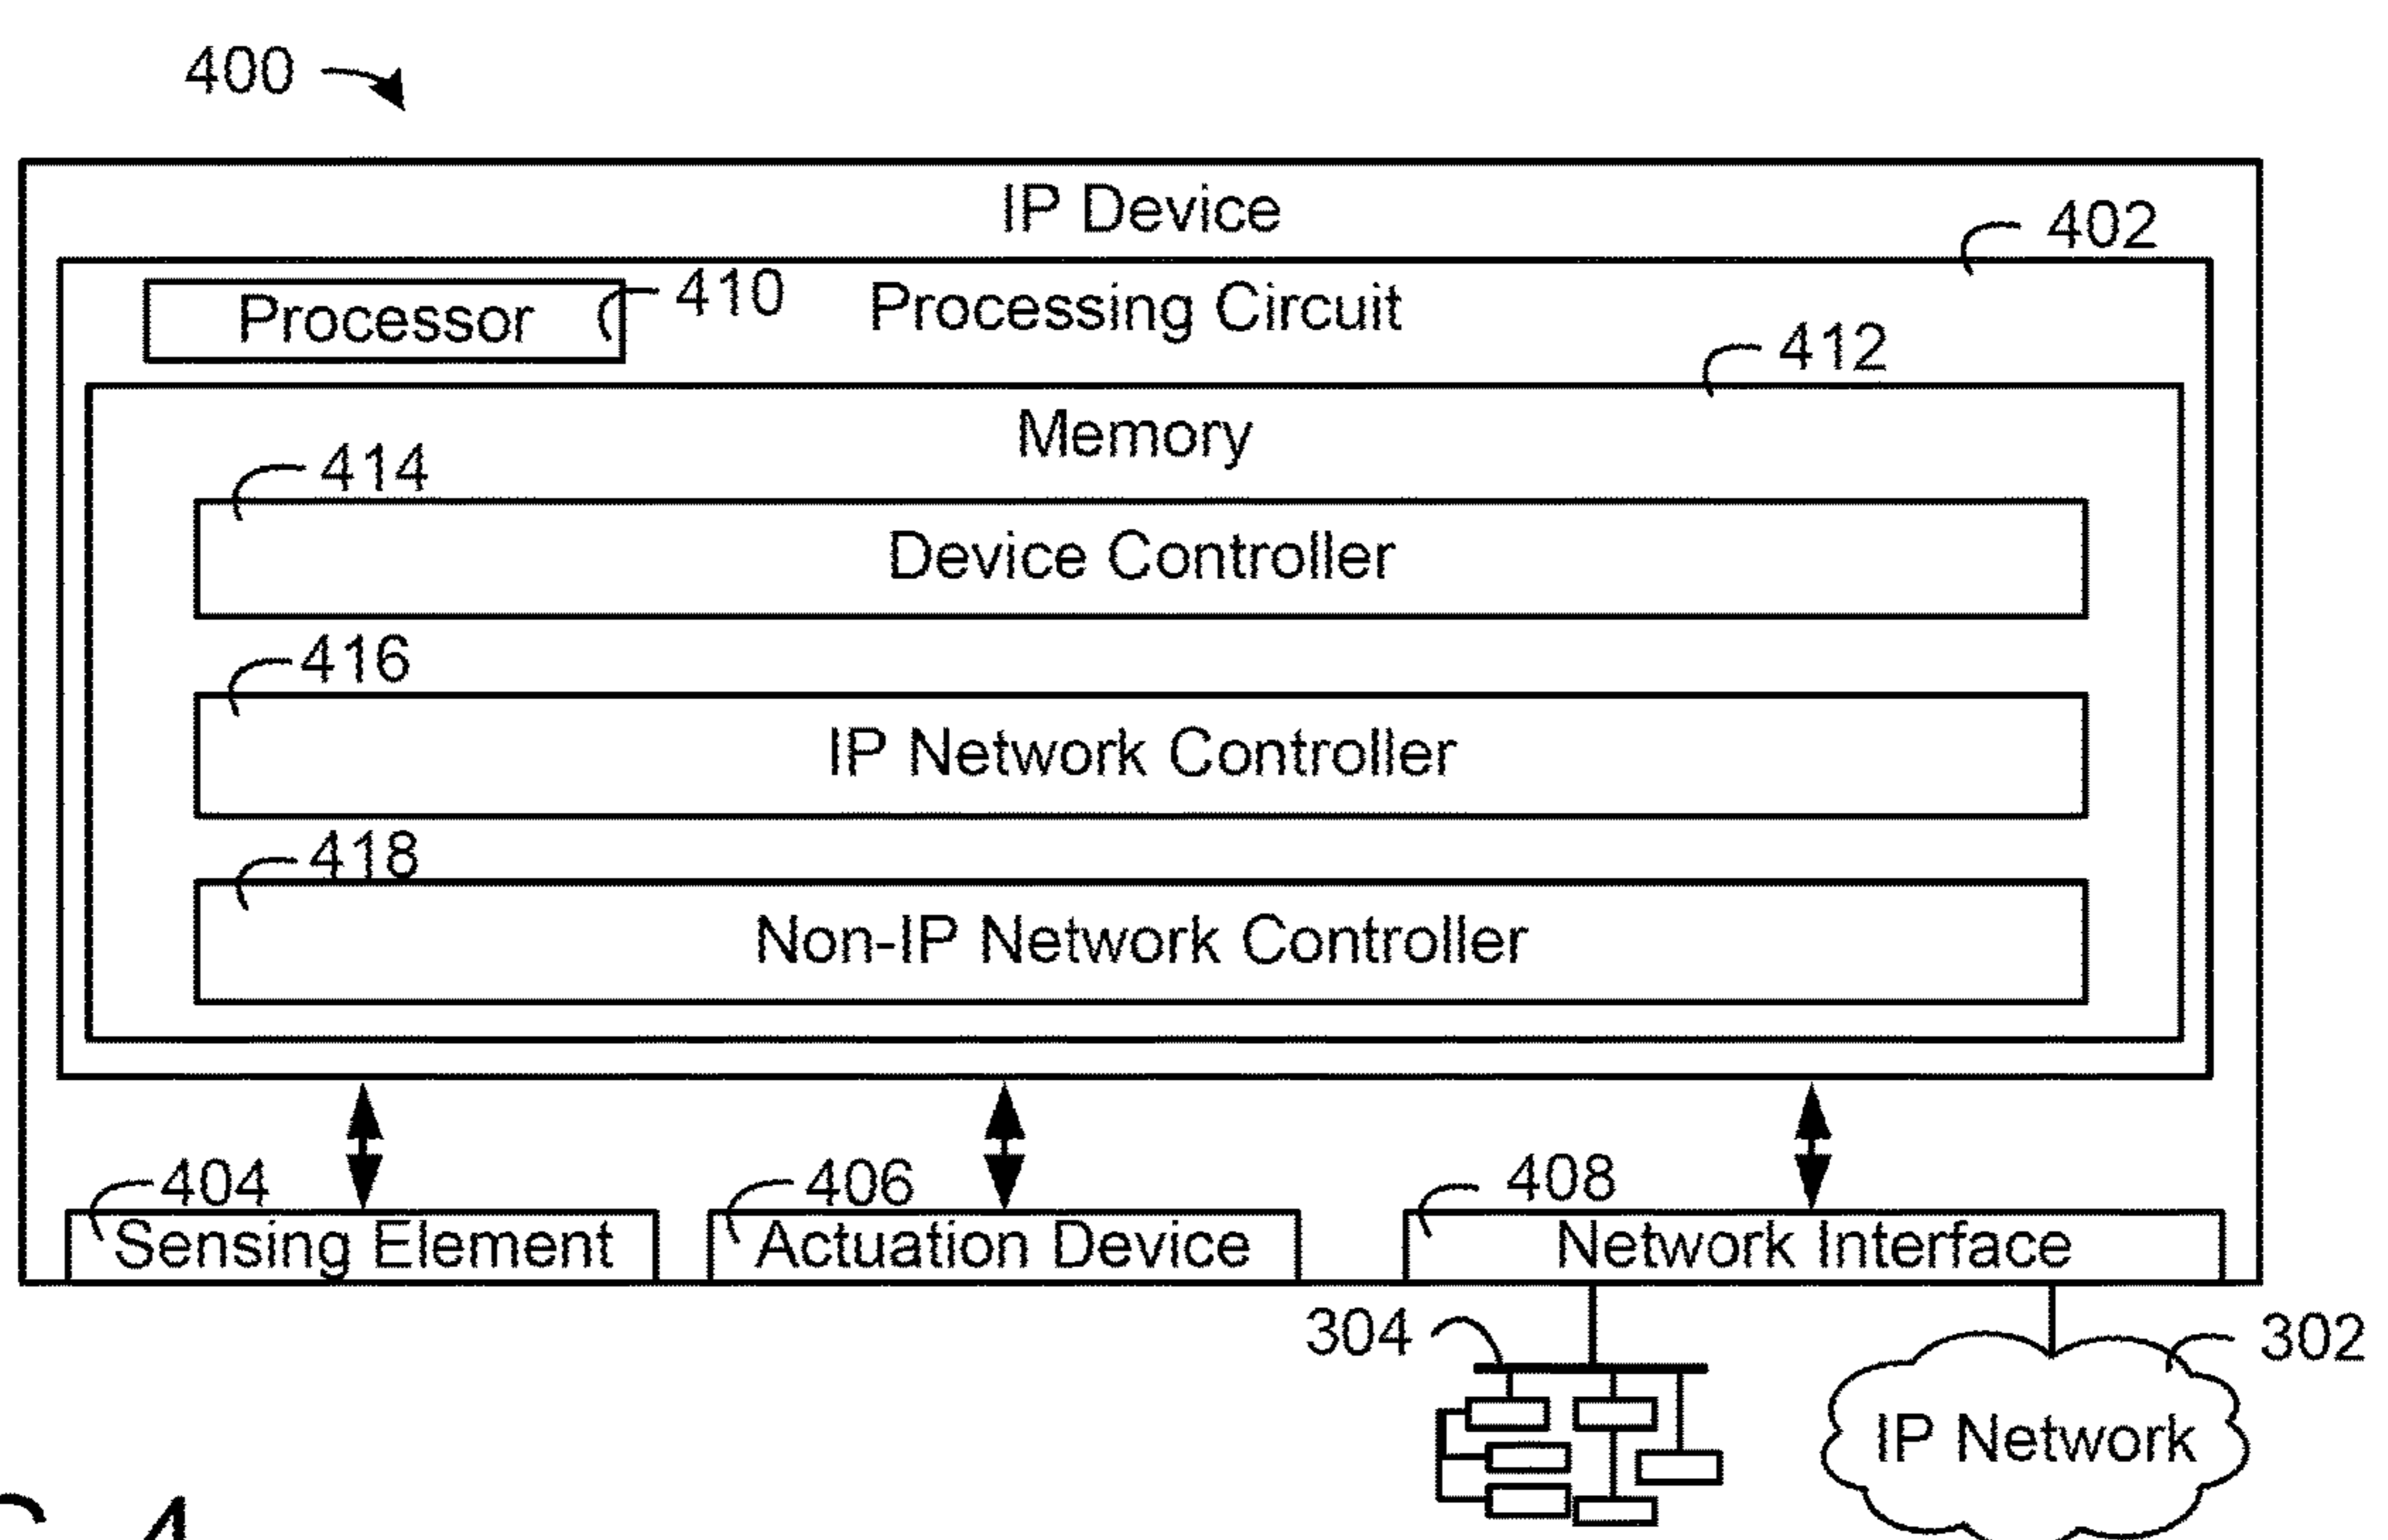 400
IP Device
402
Processor
410
Processing Circuit
412
Memory
414
Device Controller
416
IP Network Controller
418
Non-IP Network Controller
404
406
408
Sensing Element
Actuation Device
Network Interface
304
302
IP Network